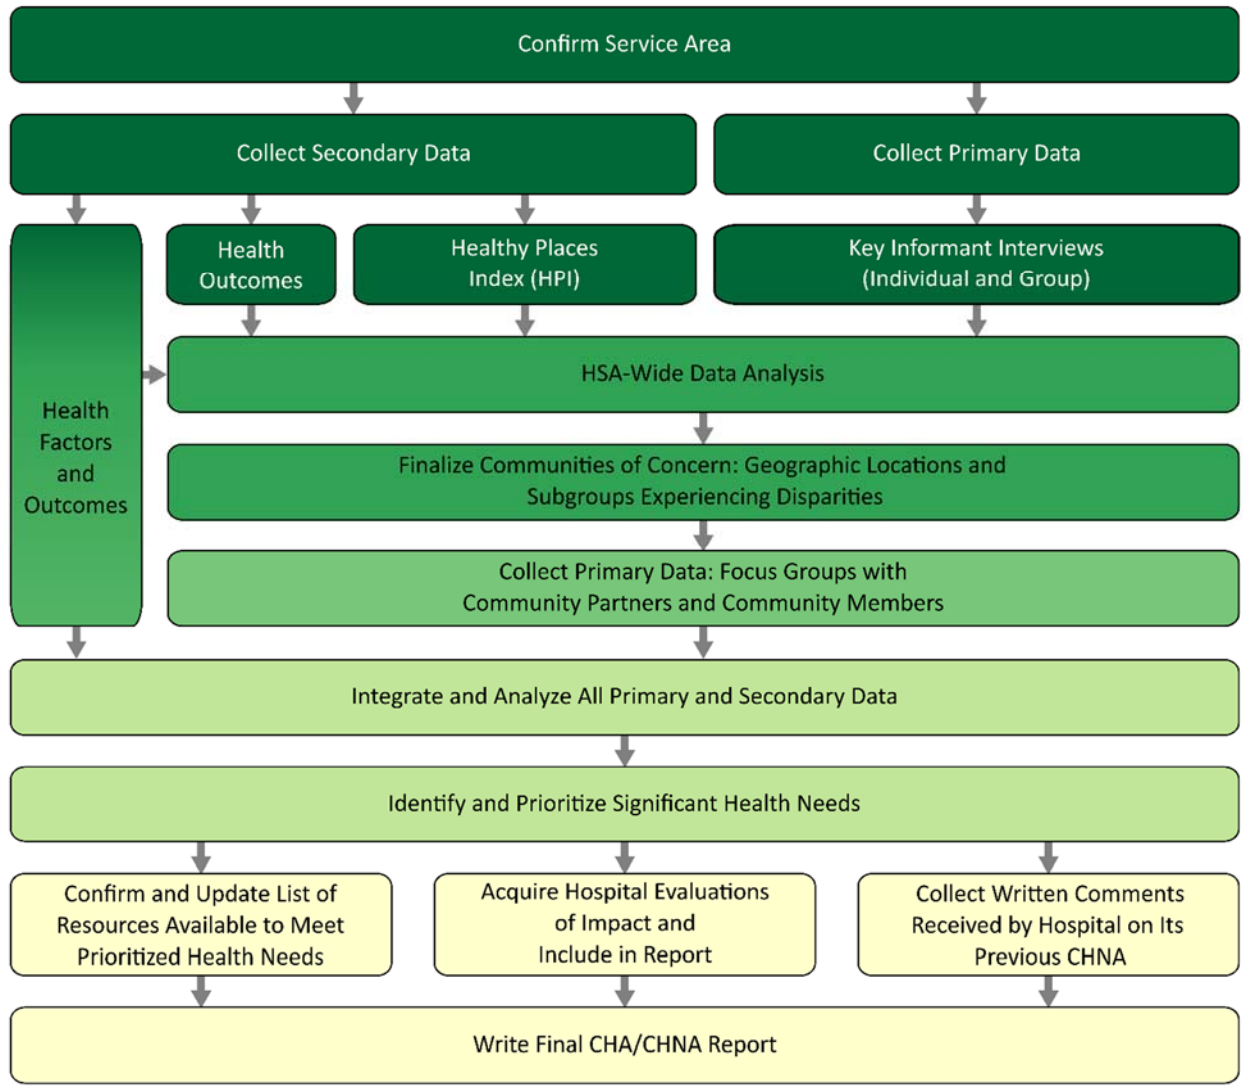 Confirm Service Area
Collect Secondary Data
Collect Primary Data
Health
Outcomes
Healthy Places
Index (HPI)
Key Informant Interviews
(Individual and Group)
Health
Factors
and
Outcomes
HSA-Wide Data Analysis
Finalize Communities of Concern: Geographic Locations and
Subgroups Experiencing Disparities
Collect Primary Data: Focus Groups with
Community Partners and Community Members
Integrate and Analyze All Primary and Secondary Data
Identify and Prioritize Significant Health Needs
Confirm and Update List of
Resources Available to Meet
Prioritized Health Needs
Acquire Hospital Evaluations
of Impact and
Include in Report
Collect Written Comments
Received by Hospital on Its
Previous CHNA
Write Final CHA/CHNA Report